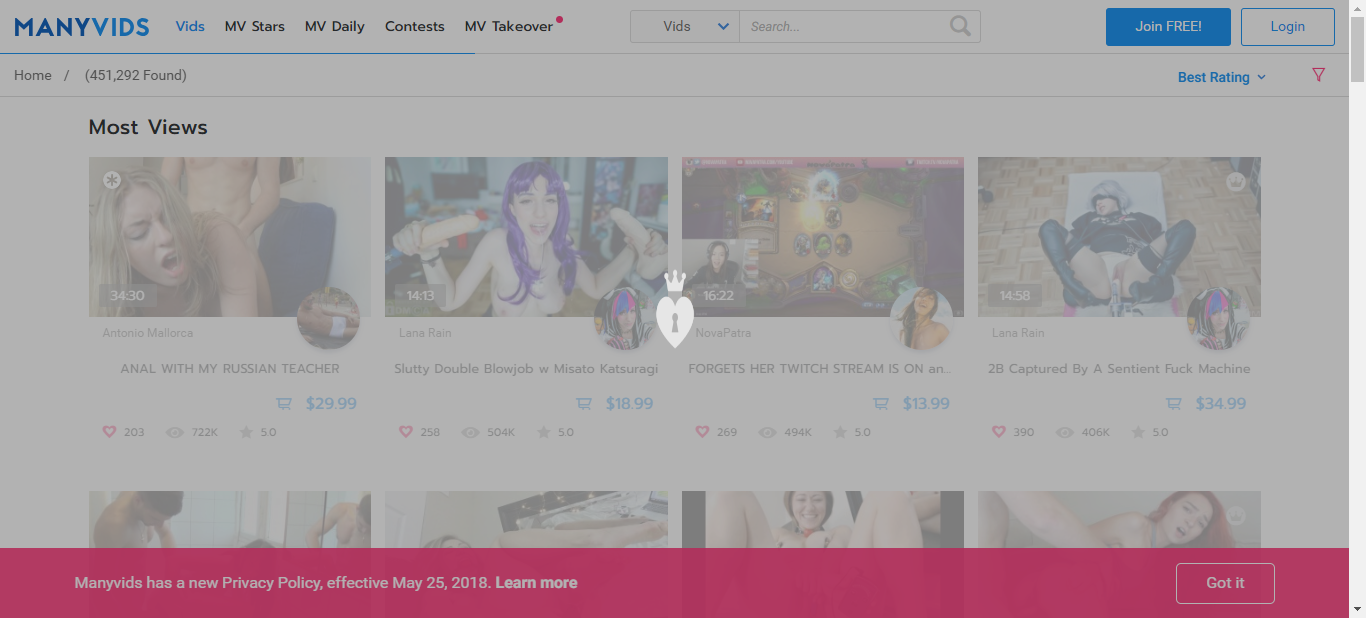 MANYVIDS Vids MV Stars MV Daily Contests MV Takeover Vids Search... Join FREE! Login
Home / (451,292 Found) Best Rating
Most Views
34:30 14:13 16:22 14:58
Antonio Mallorca Lana Rain NovaPatra Lana Rain
ANAL WITH MY RUSSIAN TEACHER Slutty Double Blowjob w Misato Katsuragi FORGETS HER TWITCH STREAM IS ON an.. 2B Captured By A Sentient Fuck Machine
$29.99 $18.99 $13.99 $34.99
203 722K 5.0 258 504K 5.0 269 494K 5.0 390 406K 5.0
Manyvids has a new Privacy Policy, effective May 25, 2018. Learn more Got it